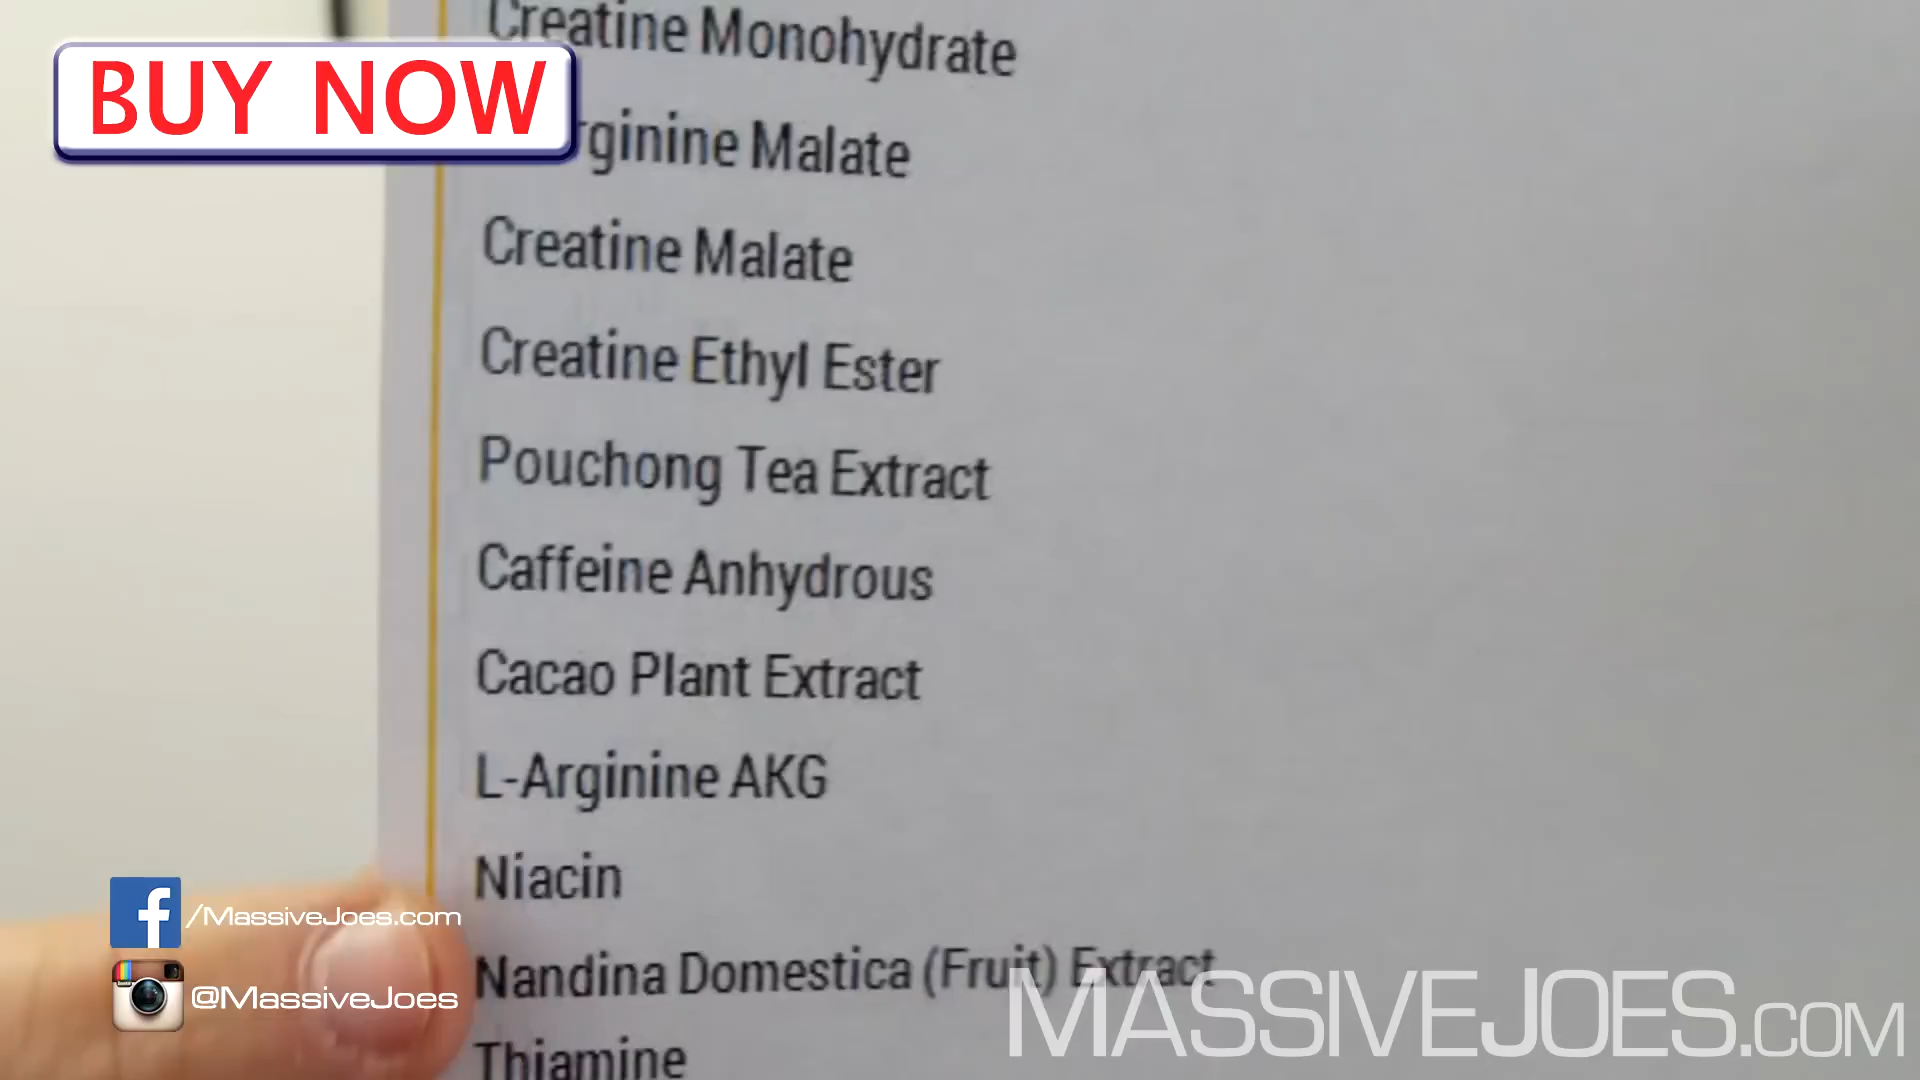 Creatine Monohydrate
BUY NOW
rginine Malate
Creatine Malate
Creatine Ethyl Ester
Pouchong Tea Extract
Caffeine Anhydrous
Cacao Plant Extract
L-Arginine AKG
Niacin
/MassiveJoes.com
Nandina Domestica (Fruit) Extract
@MassiveJoes
MASSIVEJOES.COM
Thiamine